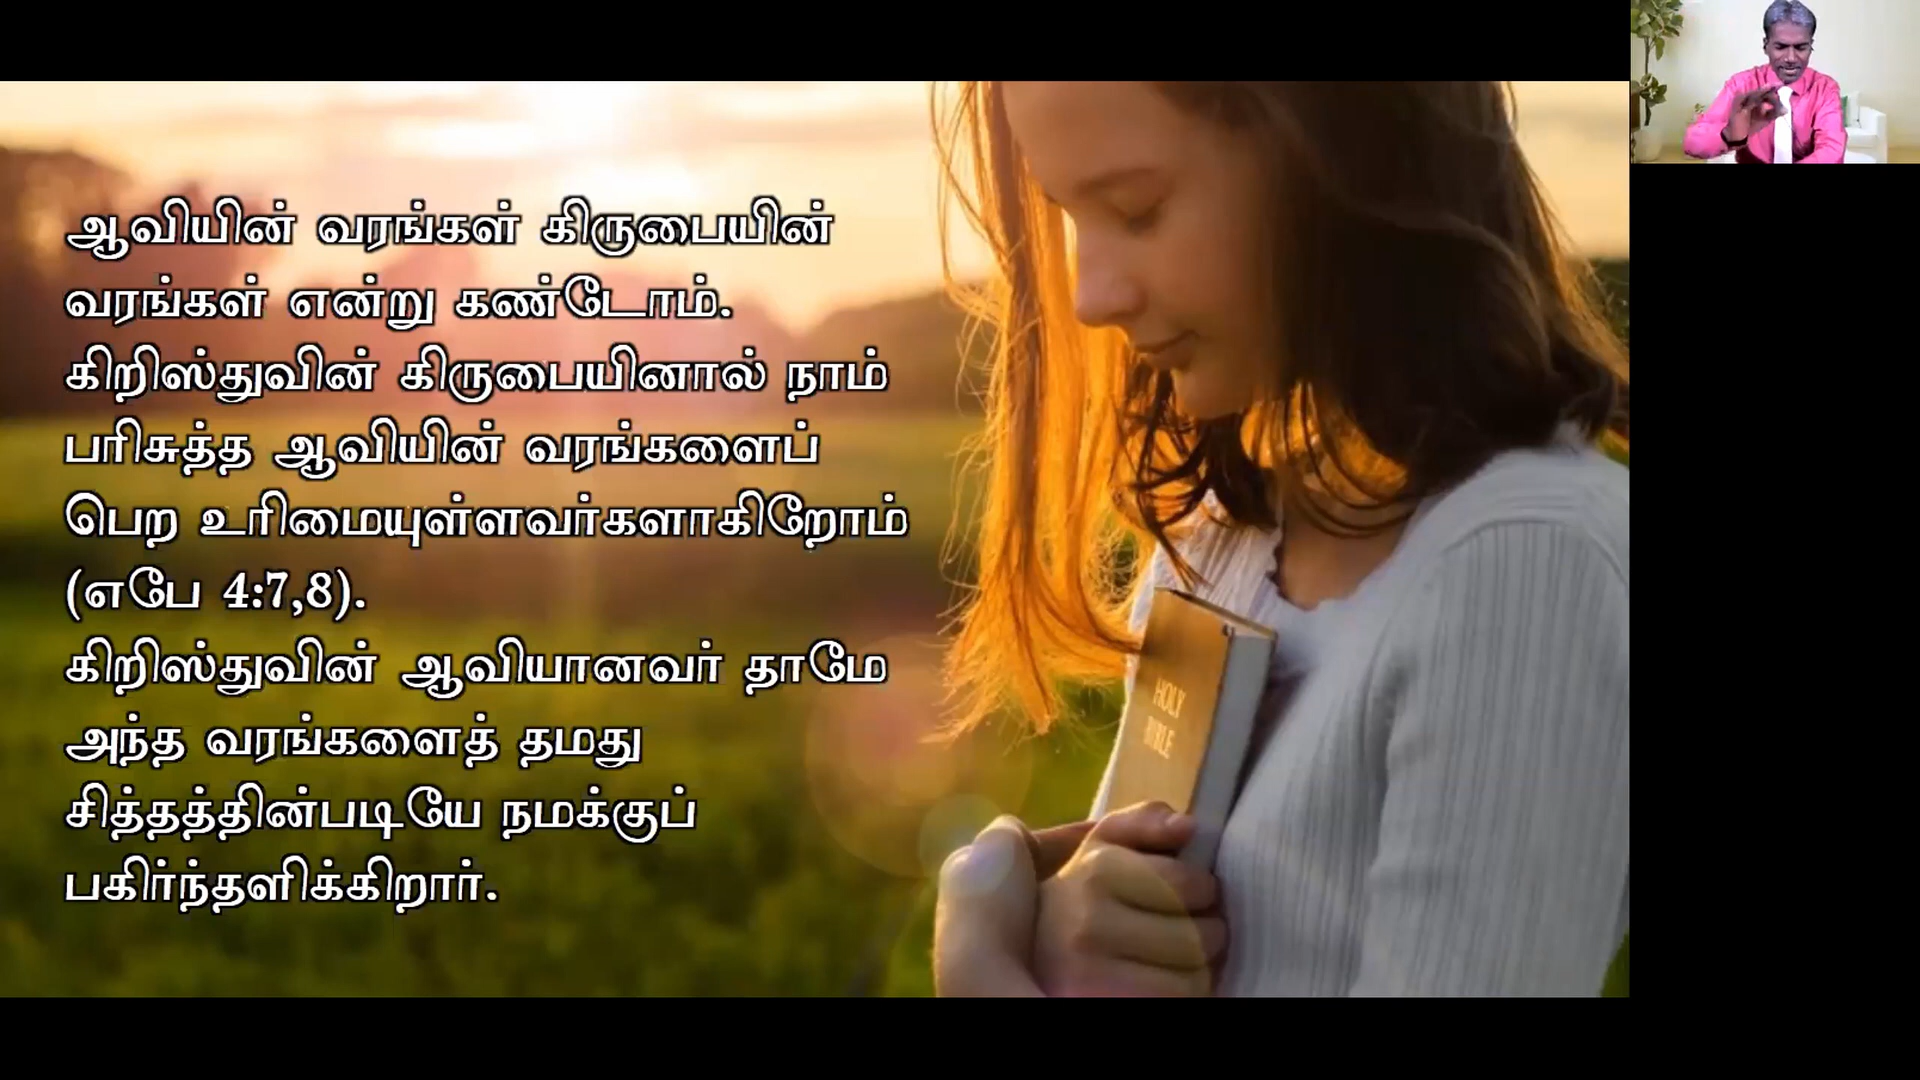 ஆவியின் வரங்கள் கிருபையின்
வரங்கள் என்று கண்டோம்.
கிறிஸ்துவின் கிருபையினால் நாம்
பரிசுத்த ஆவியின் வரங்களைப்
பெற உரிமையுள்ளவர்களாகிறோம்
(எபே 4:7,8).
கிறிஸ்துவின் ஆவியானவர் தாமே
அந்த வரங்களைத் தமது
சித்தத்தின்படியே நமக்குப்
பகிர்ந்தளிக்கிறார்.
HOLY
BIBLE